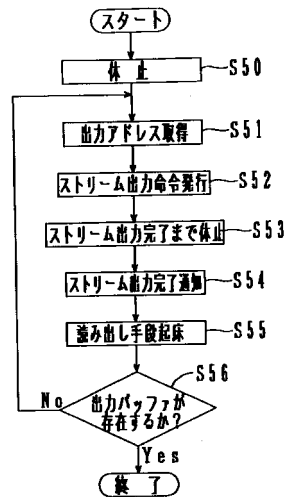 スタート
休止
S50
出力アドレス取得
S51
ストリーム出力命令発行
S52
ストリーム出力完了まで休止
S53
ストリーム出力完了通知
S54
読み出し手段起床
S55
出力バッファが
存在するか?
S56
No
Yes
終了